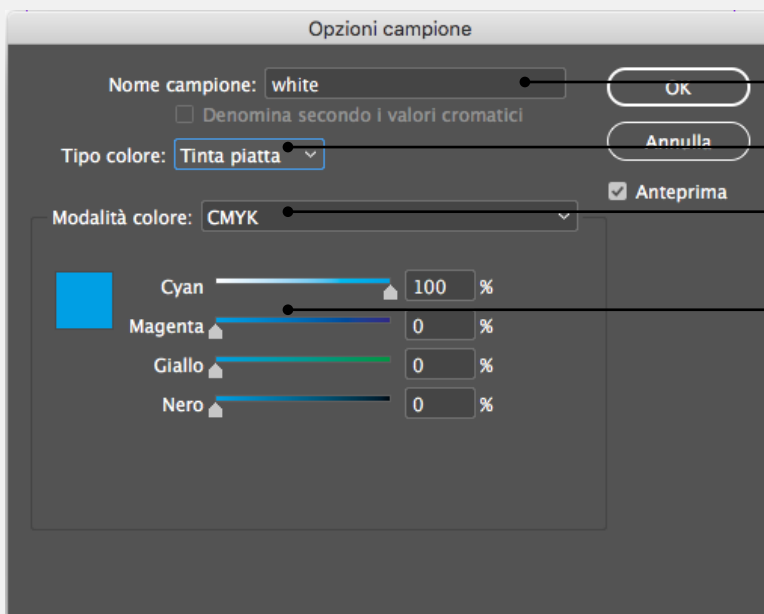 Opzioni campione
Nome campione: white
OK
Denomina secondo i valori cromatici
Annulla
Tipo colore: Tinta piatta
Anteprima
Modalità colore: CMYK
Cyan 100 %
Magenta 0 %
Giallo 0 %
Nero 0 %